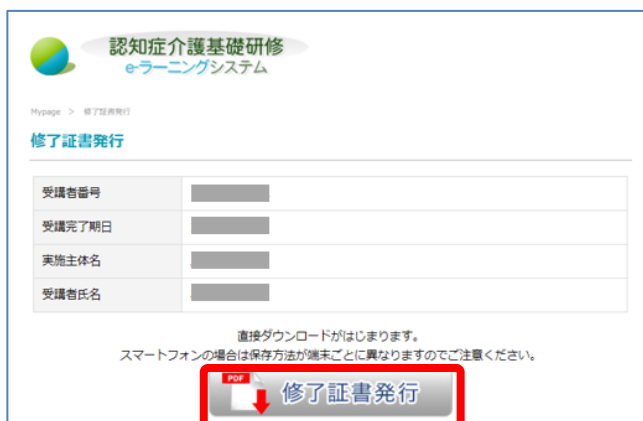 認知症介護基礎研修
e-ラーニングシステム
Mypage > 修了証書発行
修了証書発行
受講者番号
受講完了期日
実施主体名
受講者氏名
直接ダウンロードがはじまります。
スマートフォンの場合は保存方法が端末ごとに異なりますのでご注意ください。
PDF 修了証書発行